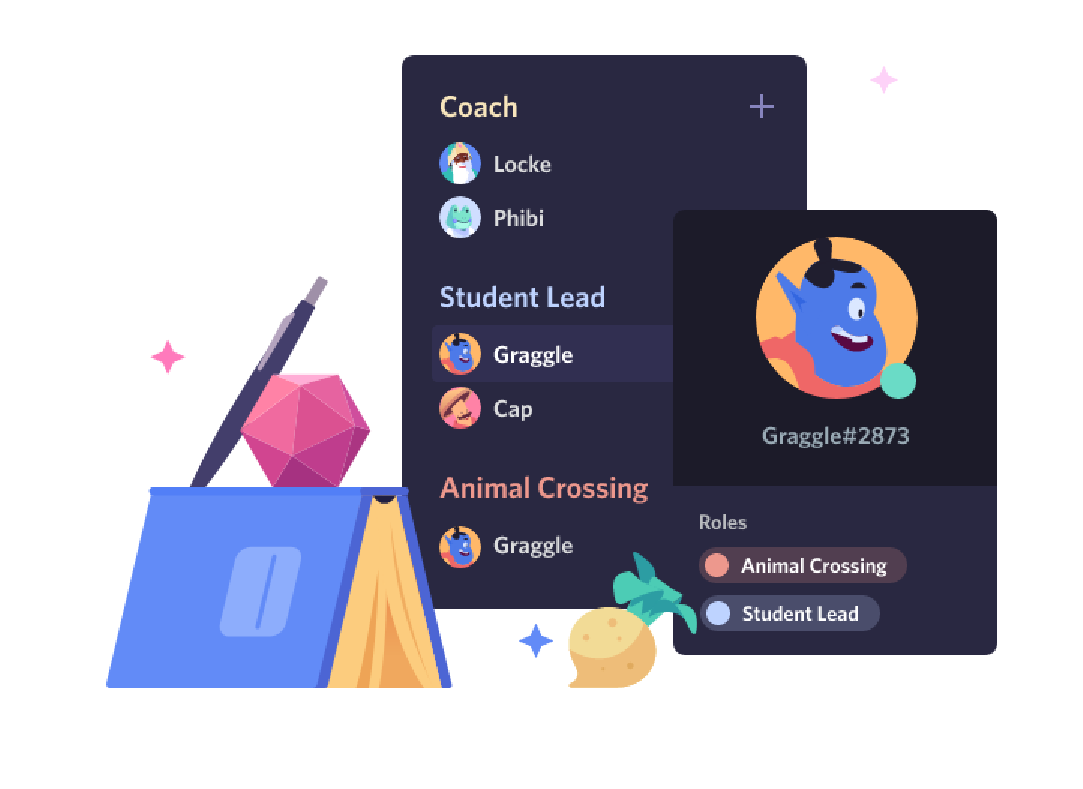 Coach
Locke
Phibi
Student Lead
Graggle
Cap
Animal Crossing
Graggle
Graggle#2873
Roles
Animal Crossing
Student Lead